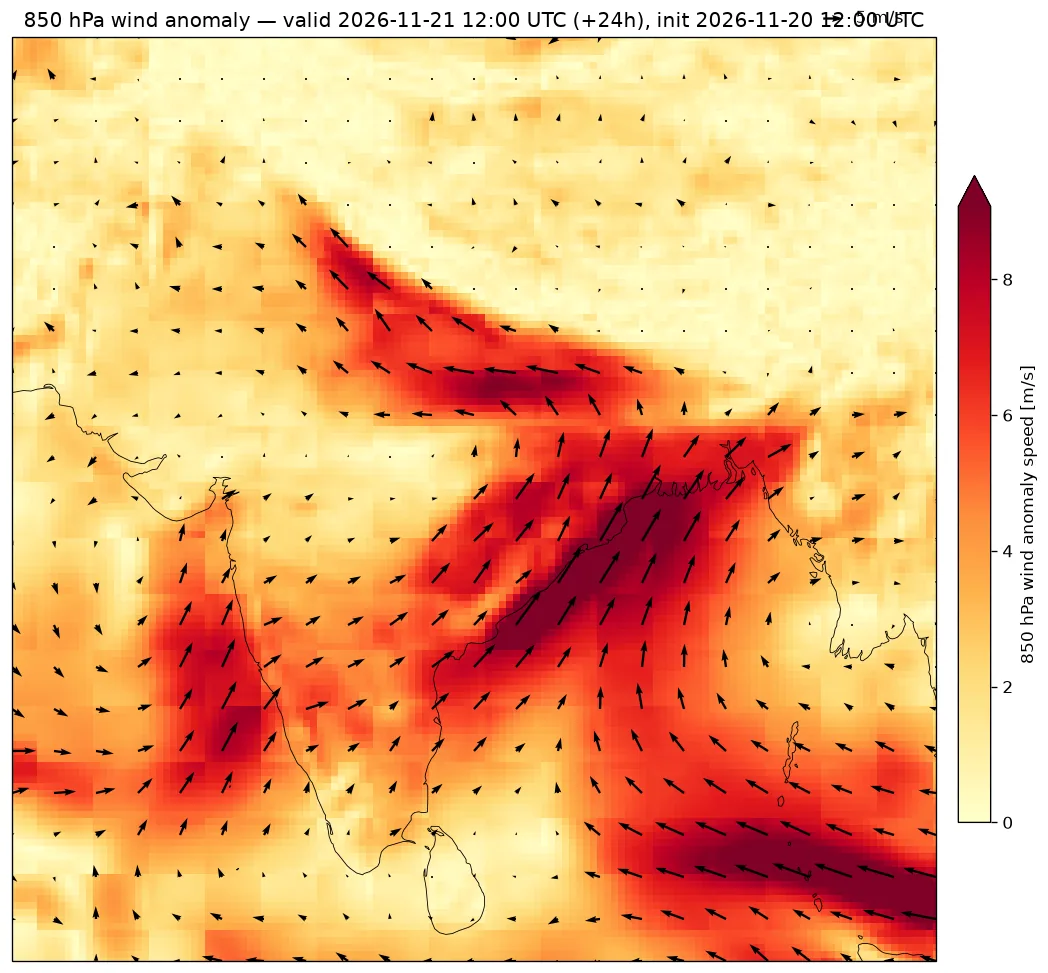 850 hPa wind anomaly — valid 2026-11-21 12:00 UTC (+24h), init 2026-11-20 12:00 UTC
5 m/s
8
6
4
2
0
850 hPa wind anomaly speed [m/s]